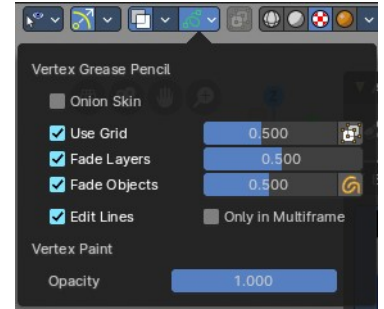 Vertex Grease Pencil
Onion Skin
Use Grid 0.500
Fade Layers 0.500
Fade Objects 0.500
Edit Lines Only in Multiframe
Vertex Paint
Opacity 1.000